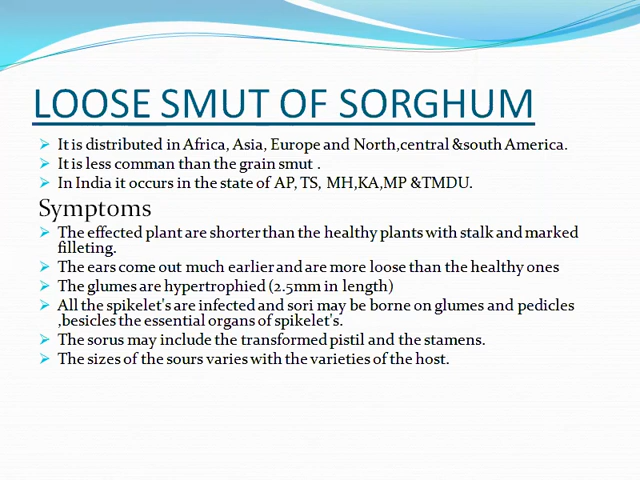 LOOSE SMUT OF SORGHUM
It is distributed in Africa, Asia, Europe and North,central &south America.
It is less comman than the grain smut .
In India it occurs in the state of AP, TS, MH,KA,MP &TMDU.
Symptoms
The effected plant are shorter than the healthy plants with stalk and marked
filleting.
The ears come out much earlier and are more loose than the healthy ones
The glumes are hypertrophied (2.5mm in length)
All the spikelet's are infected and sori may be borne on glumes and pedicles
,besicles the essential organs of spikelet's.
The sorus may include the transformed pistil and the stamens.
The sizes of the sours varies with the varieties of the host.